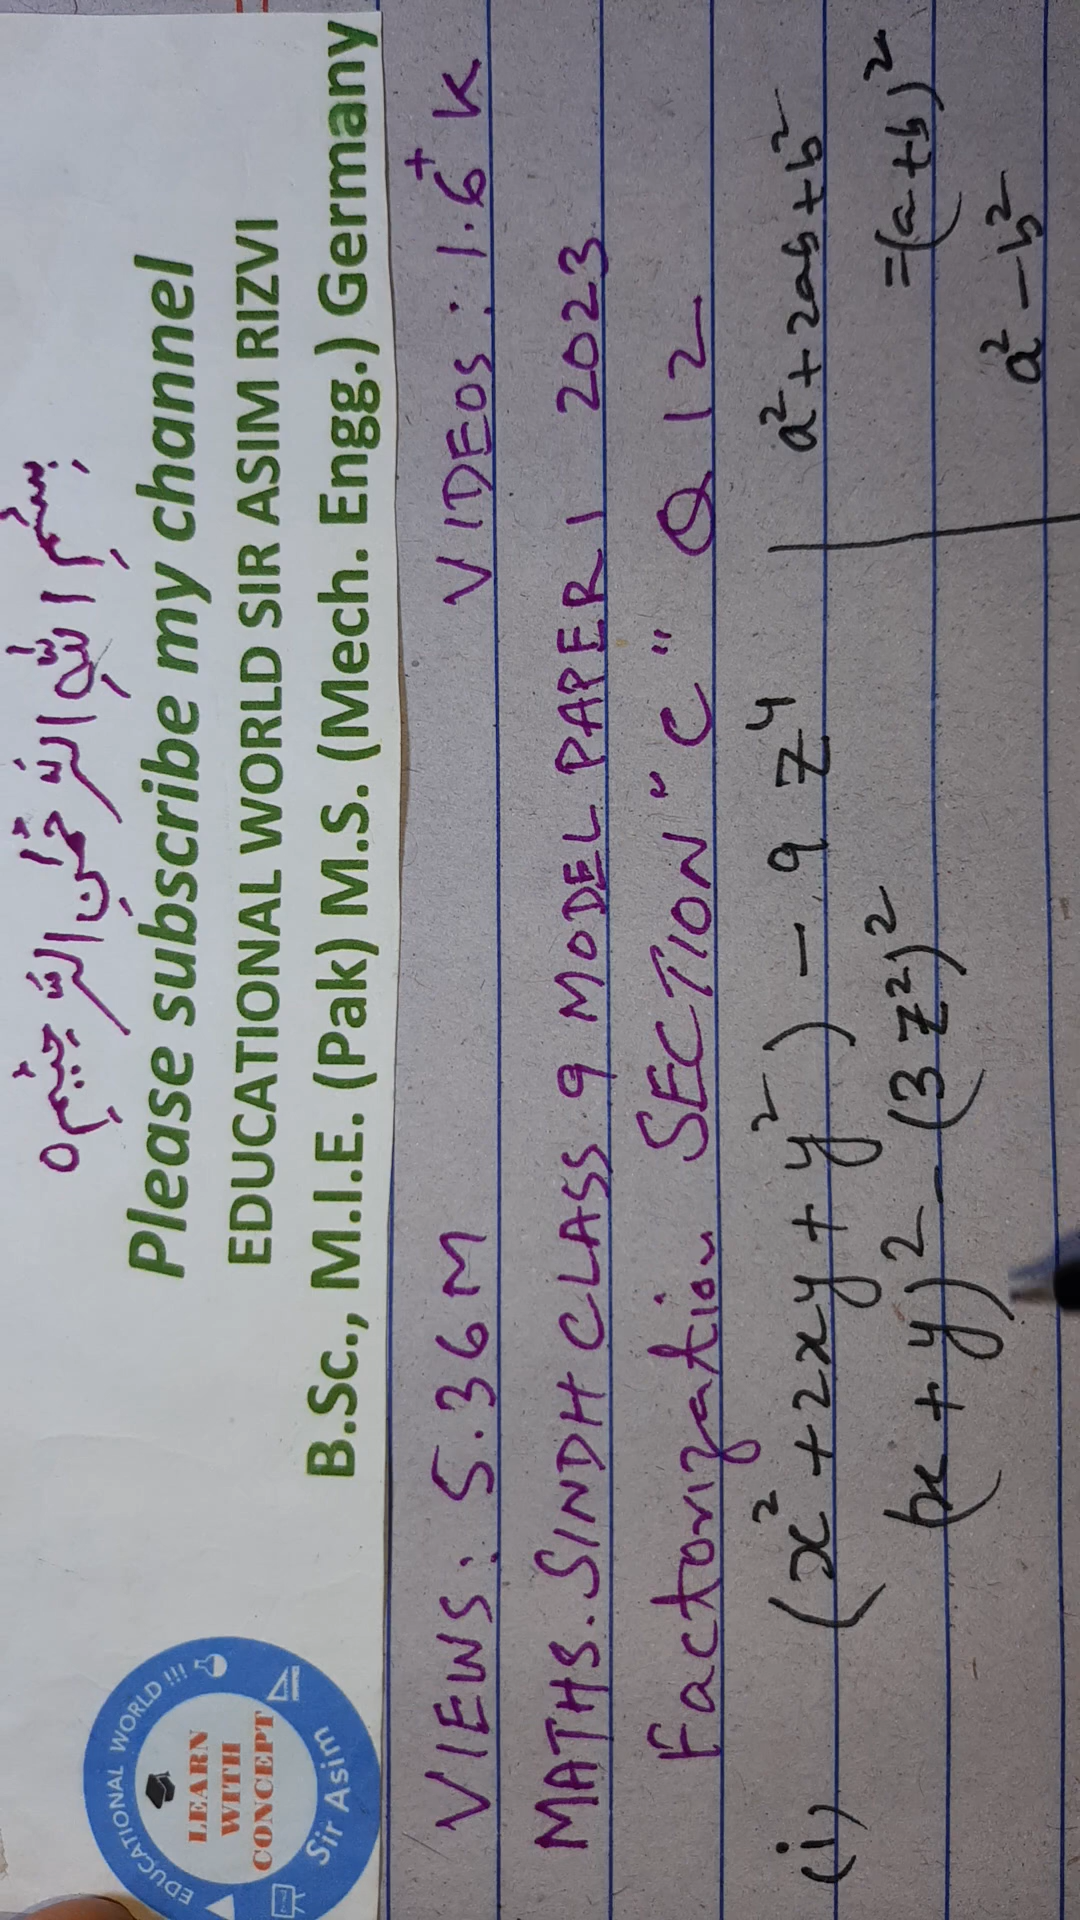 بِسْمِ اللهِ الرَّحْمٰنِ الرَّحِيْمِ ٥
Please subscribe my channel
EDUCATIONAL WORLD SIR ASIM RIZVI
B.Sc., M.I.E. (Pak) M.S. (Mech. Engg.) Germany
EDUCATIONAL WORLD !!!
LEARN
WITH
CONCEPT
Sir Asim
VIEWS: 5.36M VIDEOS: 1.6⁺K
MATHS. SINDH CLASS 9 MODEL PAPER 1 2023
Factorization SECTION "C" Q 12
(i) (x² + 2xy + y²) - 9 z⁴
(x + y)² - (3z²)²
a² + 2ab + b²
= (a + b)²
a² - b²